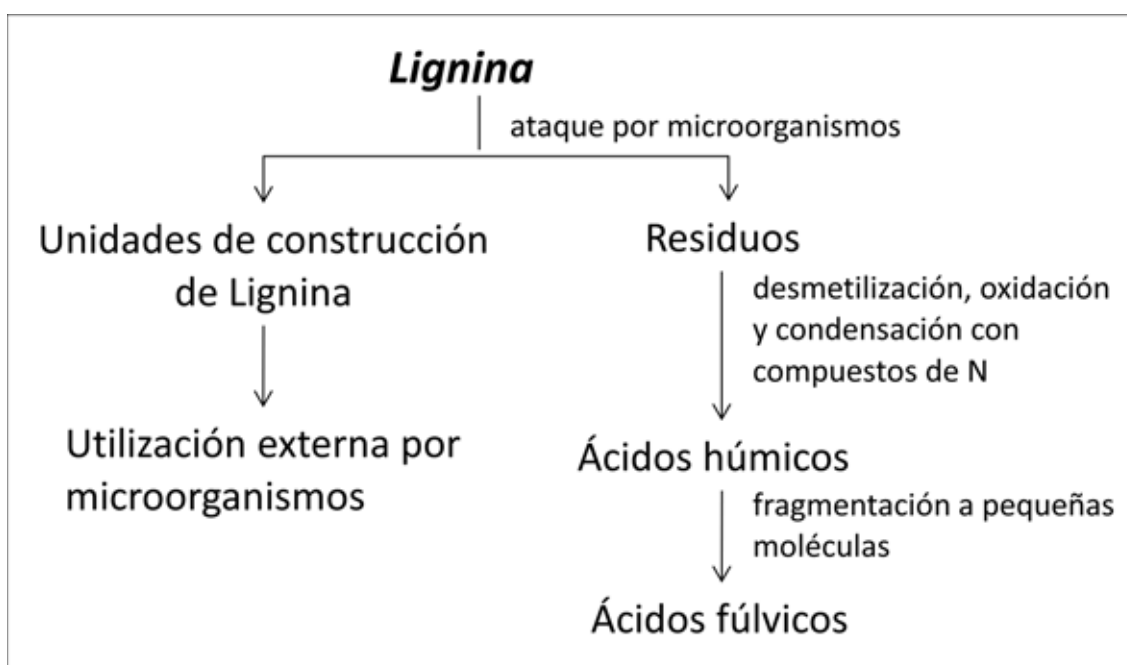 Lignina
ataque por microorganismos
Unidades de construcción
de Lignina
Utilización externa por
microorganismos
Residuos
desmetilización, oxidación
y condensación con
compuestos de N
Ácidos húmicos
fragmentación a pequeñas
moléculas
Ácidos fúlvicos